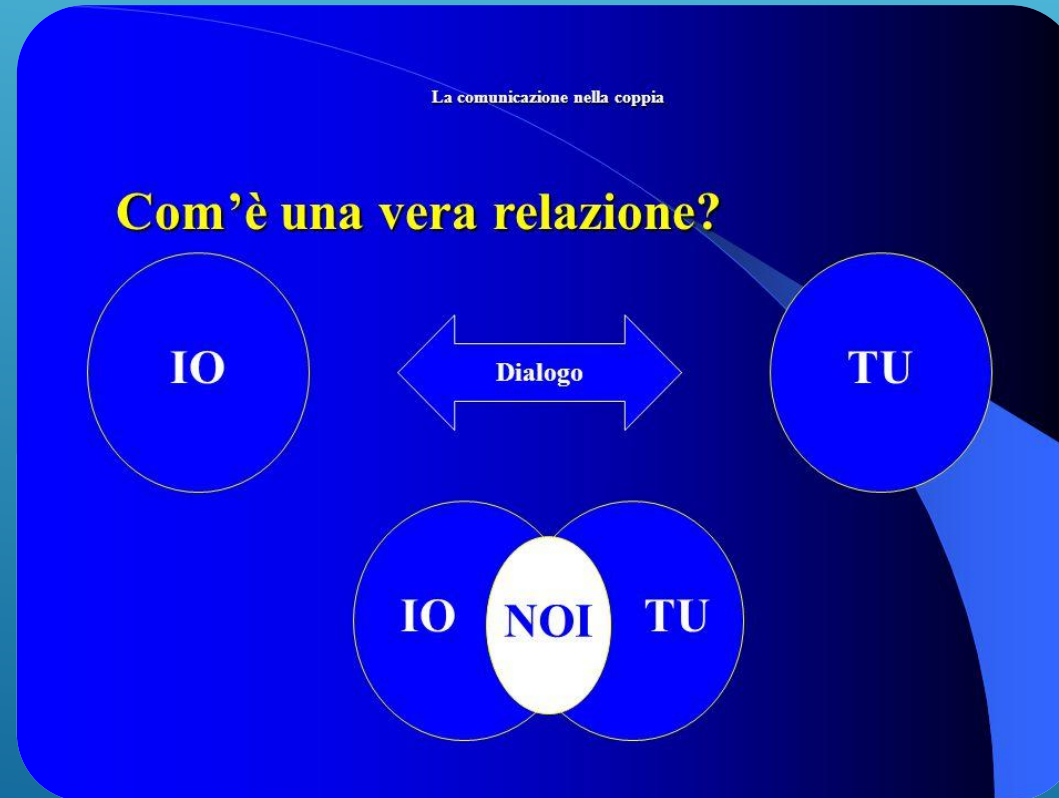 La comunicazione nella coppia
Com’è una vera relazione?
IO
Dialogo
TU
IO
NOI
TU